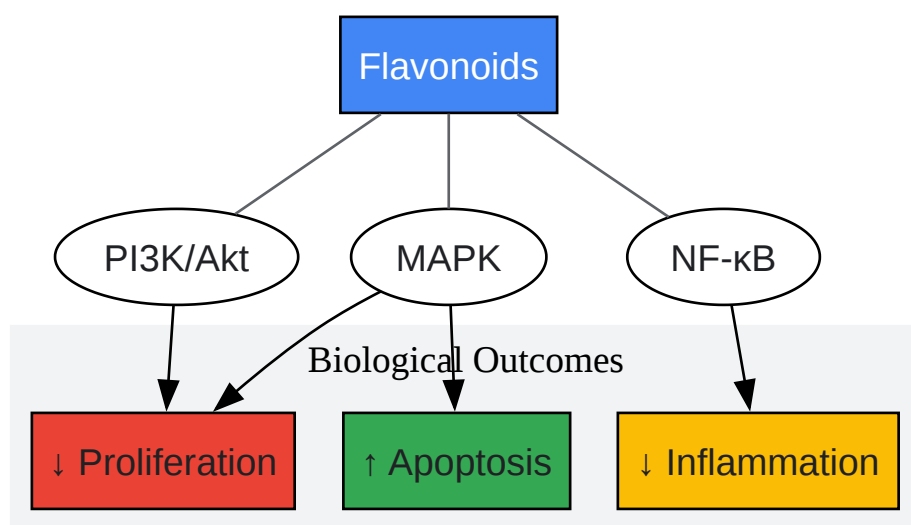 Flavonoids
PI3K/Akt
MAPK
NF-κB
Biological Outcomes
↓ Proliferation
↑ Apoptosis
↓ Inflammation